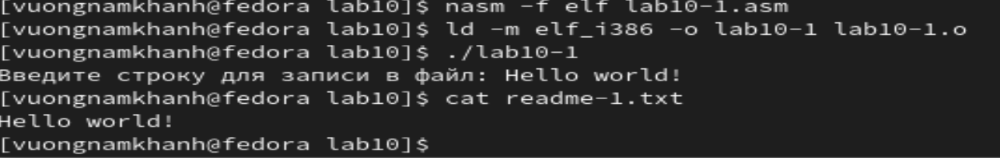 [vuongnamkhanh@fedora lab10]$ nasm -f elf lab10-1.asm
[vuongnamkhanh@fedora lab10]$ ld -m elf_i386 -o lab10-1 lab10-1.o
[vuongnamkhanh@fedora lab10]$ ./lab10-1
Введите строку для записи в файл: Hello world!
[vuongnamkhanh@fedora lab10]$ cat readme-1.txt
Hello world!
[vuongnamkhanh@fedora lab10]$